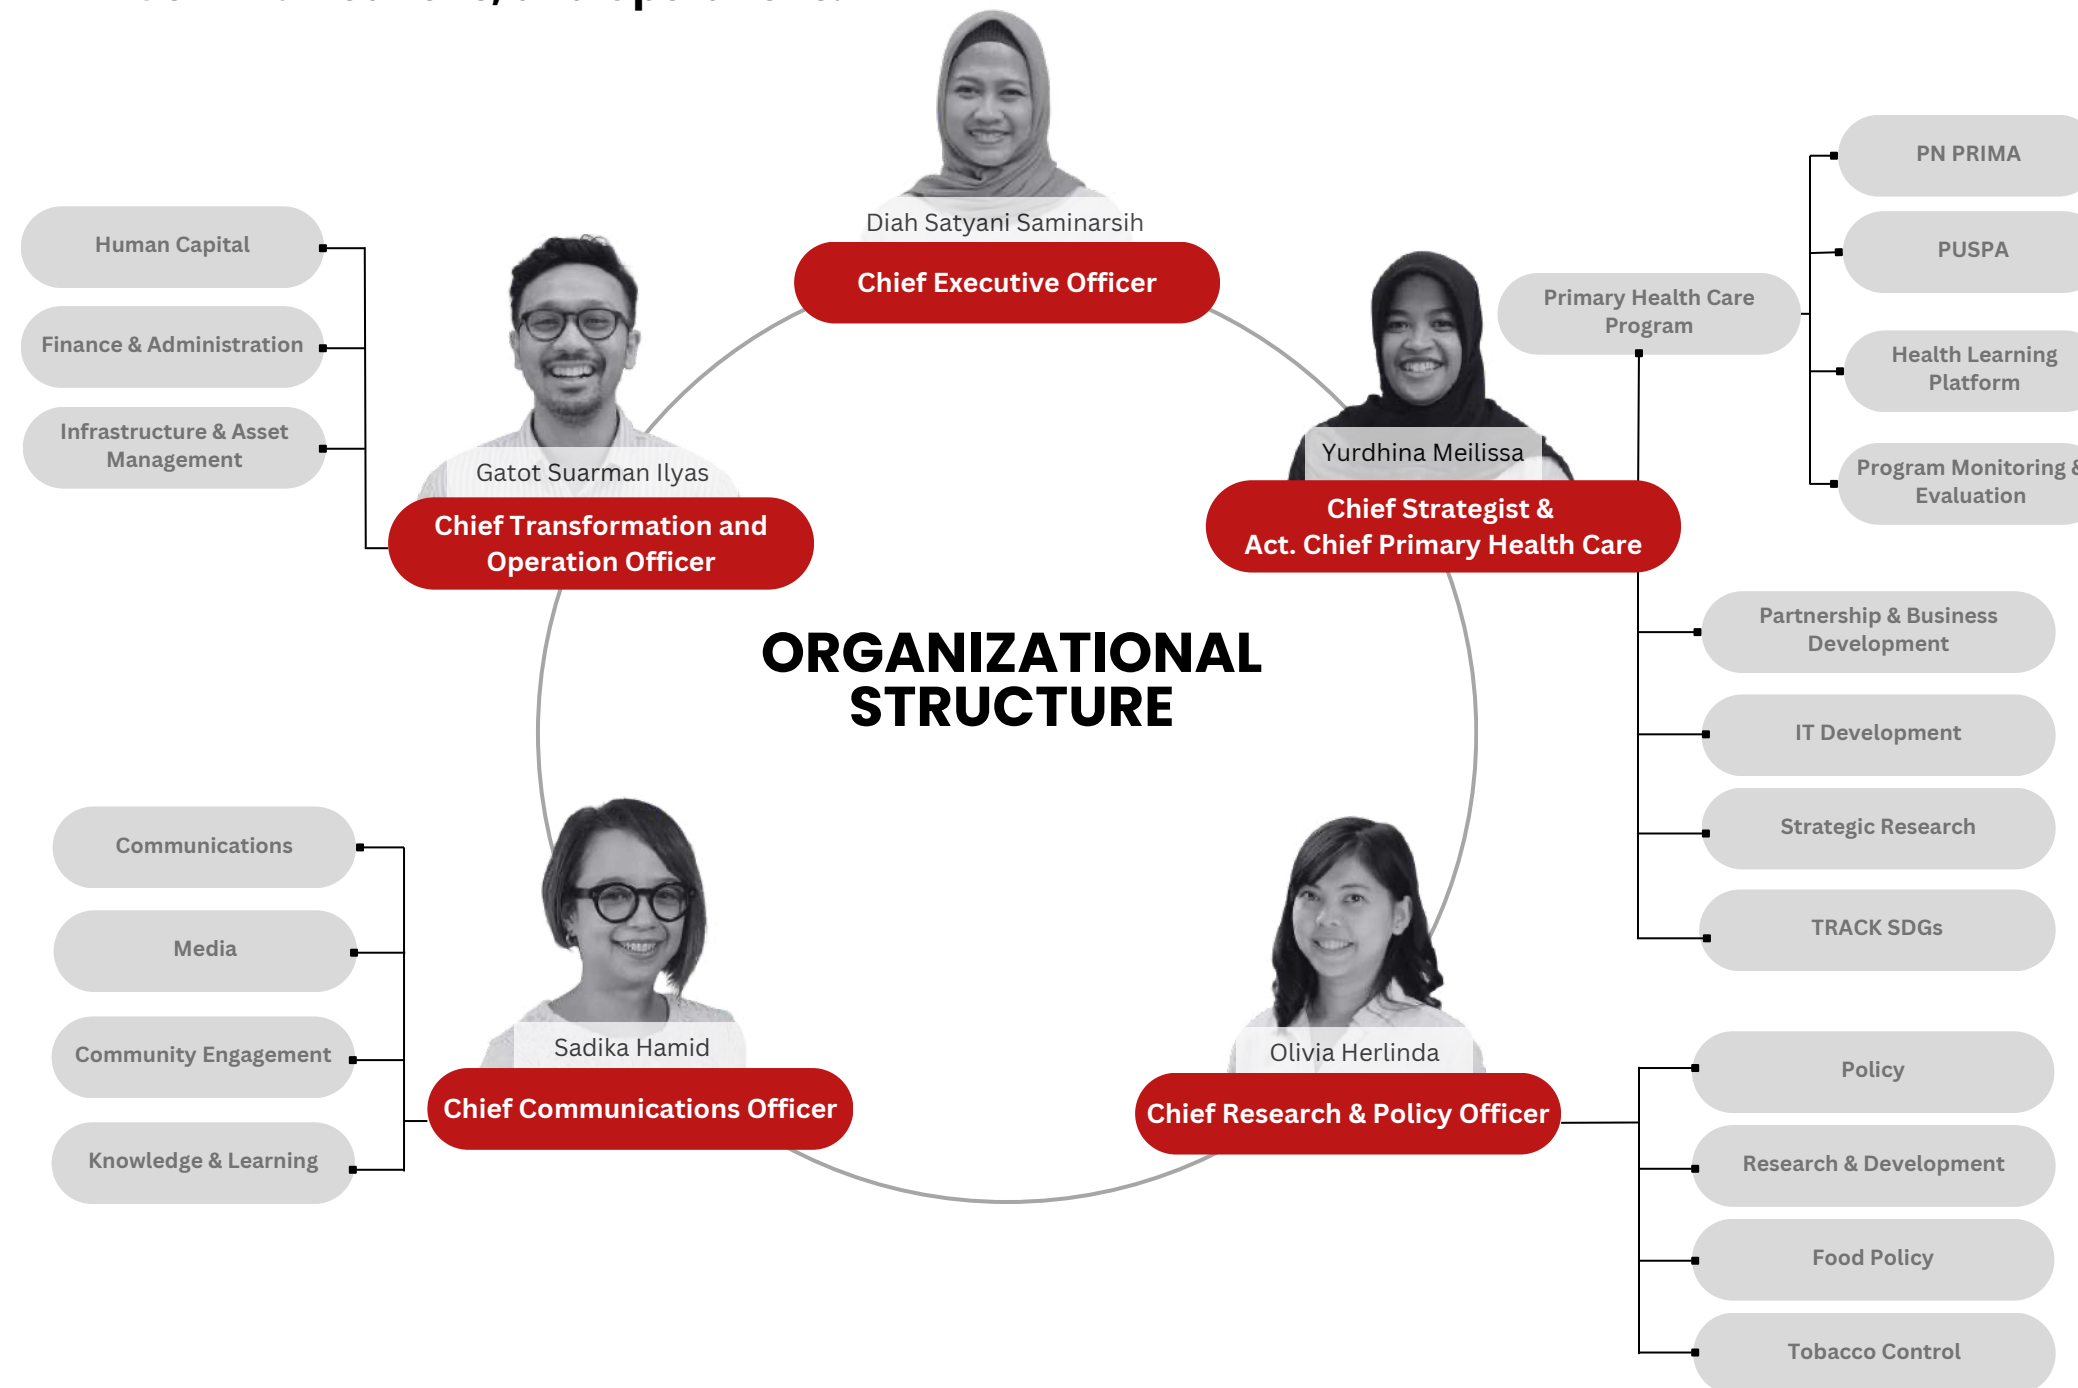 Diah Satyani Saminarsih
Chief Executive Officer
Human Capital
Finance & Administration
Infrastructure & Asset
Management
Gatot Suarman Ilyas
Chief Transformation and
Operation Officer
Yurdhina Meilissa
Chief Strategist &
Act. Chief Primary Health Care
Primary Health Care
Program
PN PRIMA
PUSPA
Health Learning
Platform
Program Monitoring &
Evaluation
ORGANIZATIONAL
STRUCTURE
Partnership & Business
Development
IT Development
Strategic Research
TRACK SDGs
Communications
Media
Community Engagement
Knowledge & Learning
Sadika Hamid
Chief Communications Officer
Olivia Herlinda
Chief Research & Policy Officer
Policy
Research & Development
Food Policy
Tobacco Control